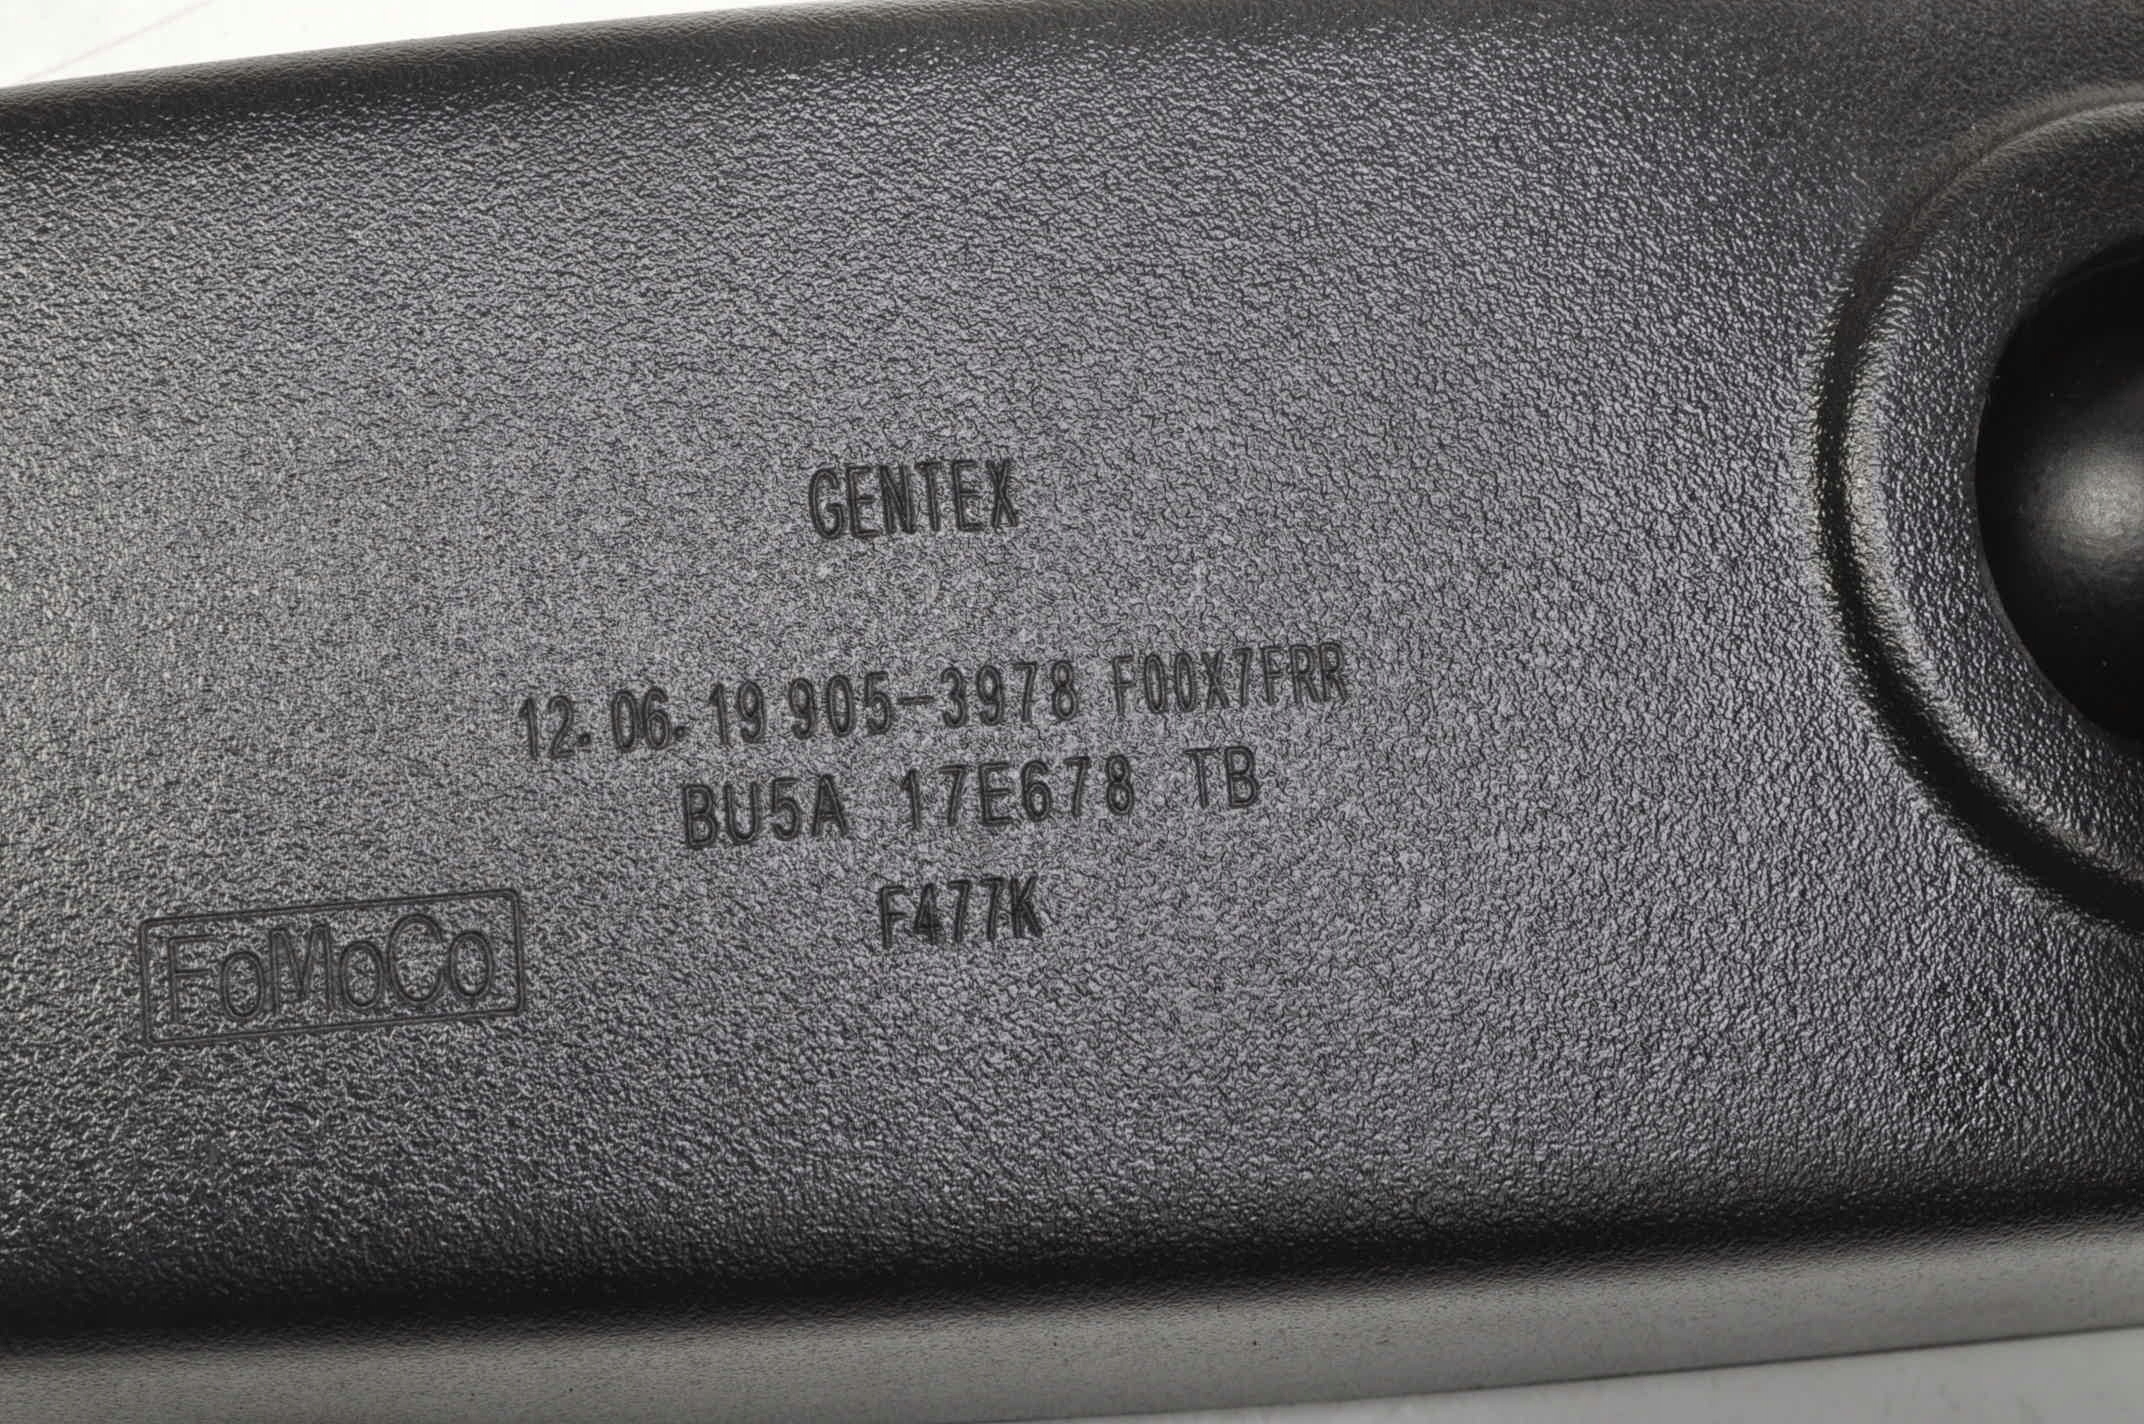 GENTEX
12.06.19 905-3978 F00X7FRR
BU5A 17E678 TB
F477K
FoMoCo